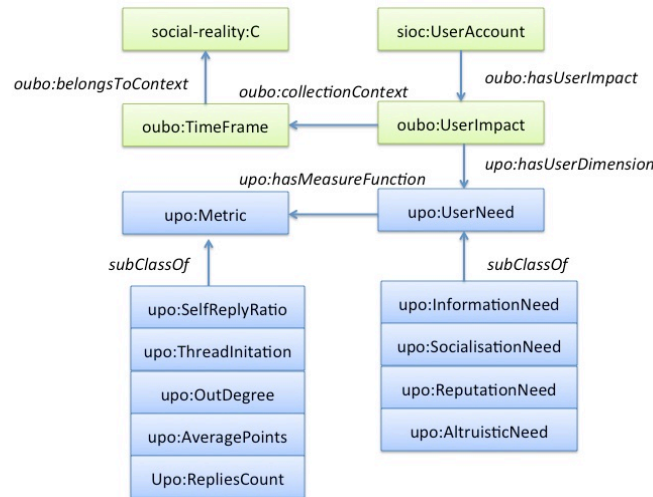 social-reality:C
sioc:UserAccount
oubo:belongsToContext
oubo:collectionContext
oubo:hasUserImpact
oubo:TimeFrame
oubo:UserImpact
upo:hasMeasureFunction
upo:hasUserDimension
upo:Metric
upo:UserNeed
subClassOf
subClassOf
upo:SelfReplyRatio
upo:ThreadInitation
upo:OutDegree
upo:AveragePoints
Upo:RepliesCount
upo:InformationNeed
upo:SocialisationNeed
upo:ReputationNeed
upo:AltruisticNeed